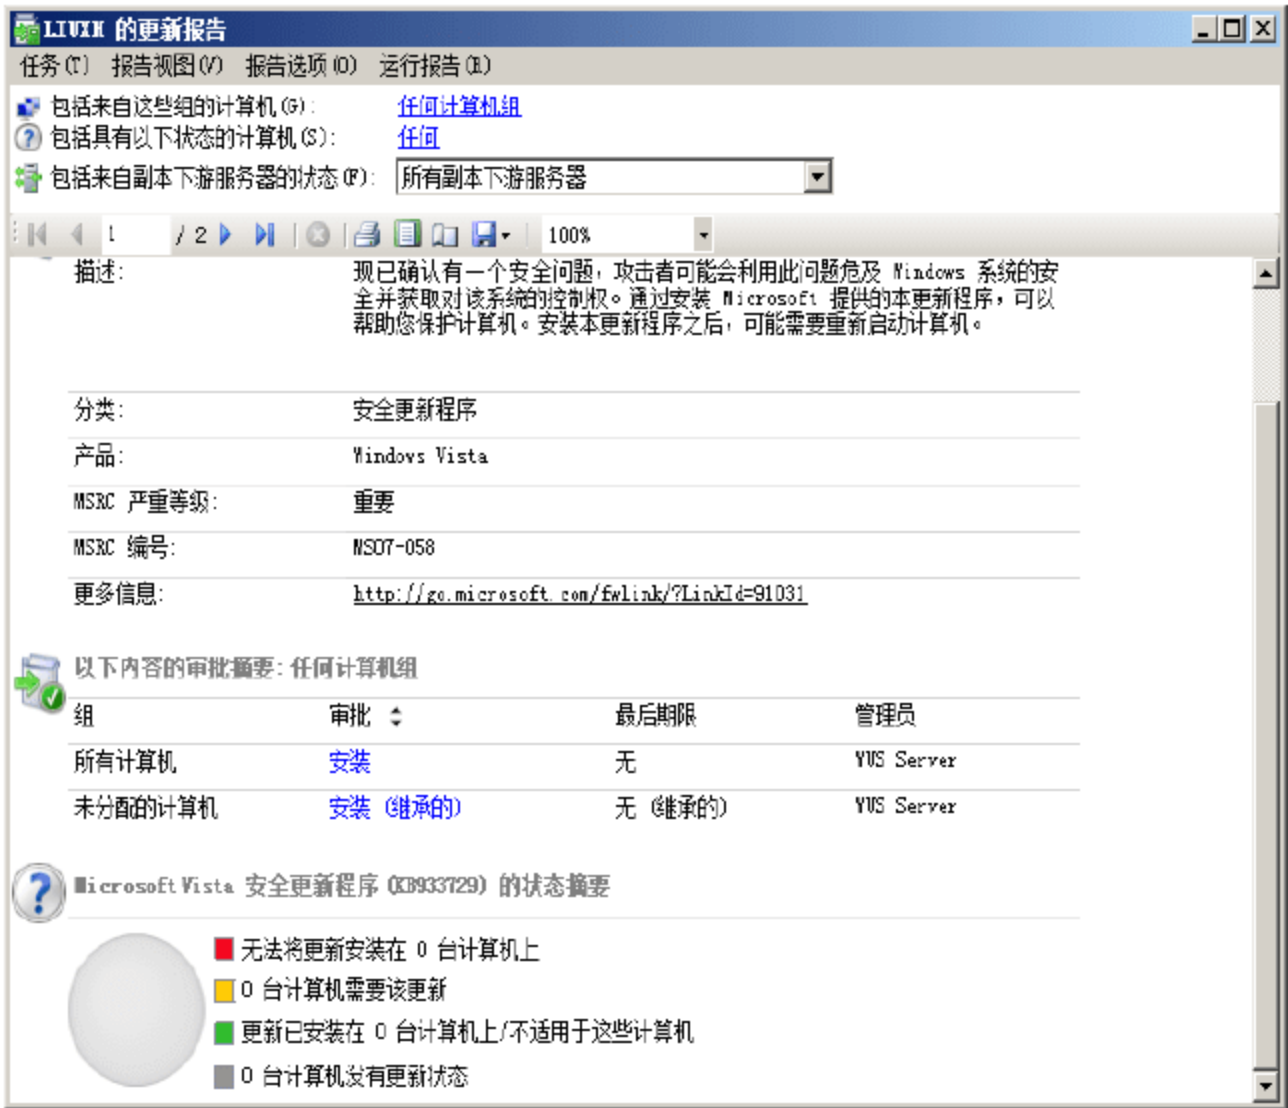 LIUXH 的更新报告
任务(T) 报告视图(V) 报告选项(O) 运行报告(R)
包括来自这些组的计算机(G): 任何计算机组
包括具有以下状态的计算机(S): 任何
包括来自副本下游服务器的状态(F): 所有副本下游服务器
1 / 2 100%
描述: 现已确认有一个安全问题，攻击者可能会利用此问题危及 Windows 系统的安
全并获取对该系统的控制权。通过安装 Microsoft 提供的本更新程序，可以
帮助您保护计算机。安装本更新程序之后，可能需要重新启动计算机。
分类: 安全更新程序
产品: Windows Vista
MSRC 严重等级: 重要
MSRC 编号: MS07-058
更多信息: http://go.microsoft.com/fwlink/?LinkId=91031
以下内容的审批摘要: 任何计算机组
组 审批 最后期限 管理员
所有计算机 安装 无 WUS Server
未分配的计算机 安装 (继承的) 无 (继承的) WUS Server
Microsoft Vista 安全更新程序 (KB933729) 的状态摘要
无法将更新安装在 0 台计算机上
0 台计算机需要该更新
更新已安装在 0 台计算机上/不适用于这些计算机
0 台计算机没有更新状态